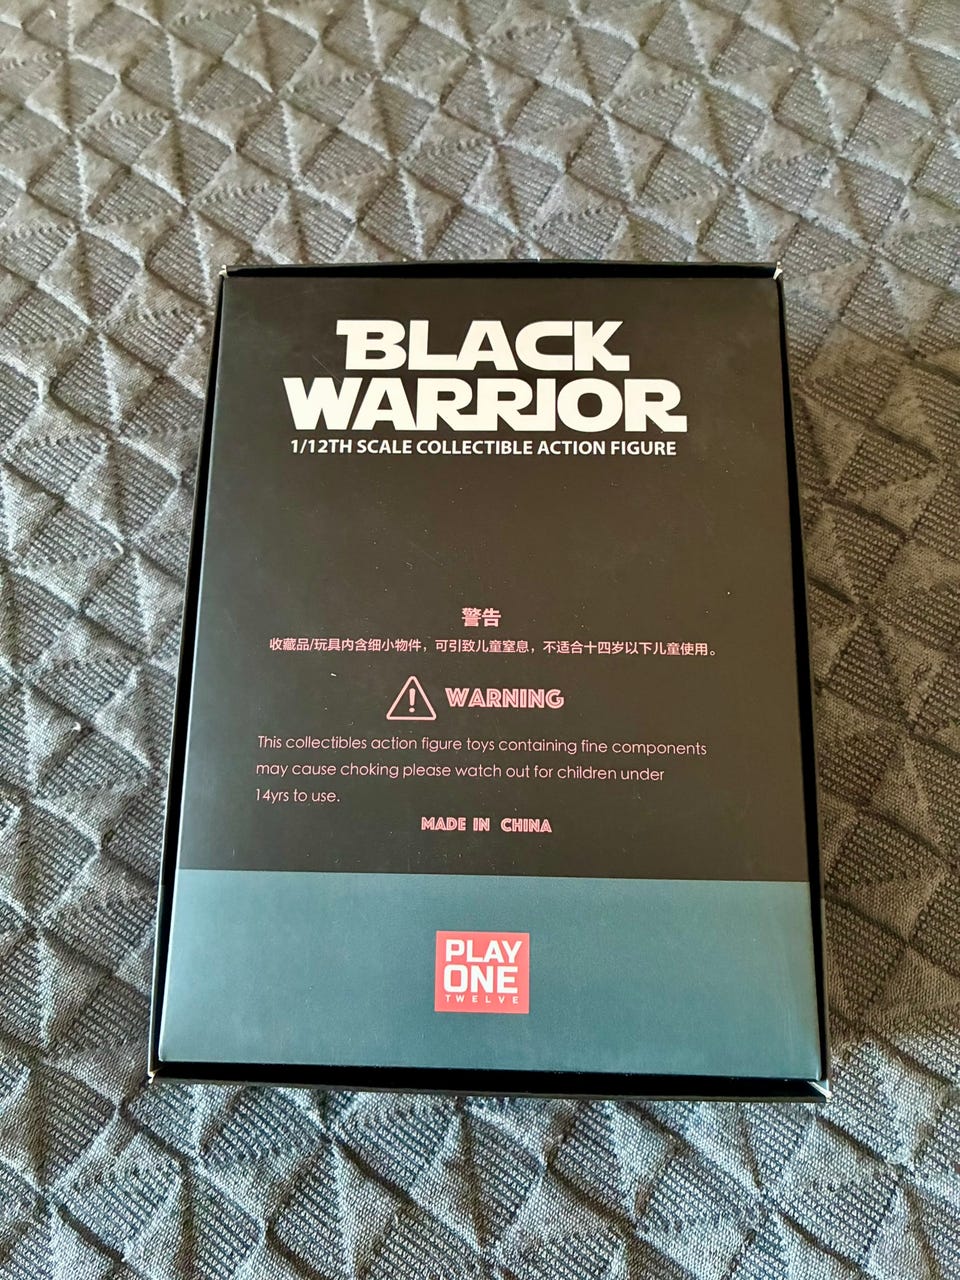 BLACK
WARRIOR
1/12TH SCALE COLLECTIBLE ACTION FIGURE
警告
收藏品/玩具内含细小物件，可引致儿童窒息，不适合十四岁以下儿童使用。
WARNING
This collectibles action figure toys containing fine components
may cause choking please watch out for children under
14yrs to use.
MADE IN CHINA
PLAY
ONE
TWELVE